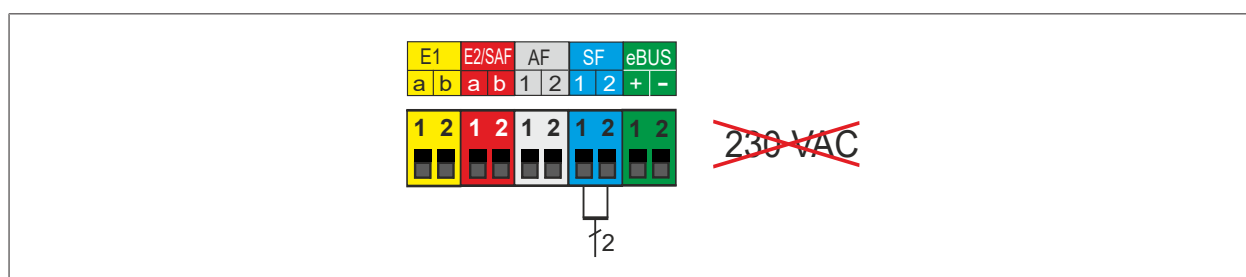 E1 E2/SAF AF SF eBUS
a b a b 1 2 1 2 + -
1 2 1 2 1 2 1 2 1 2
230 VAC
2